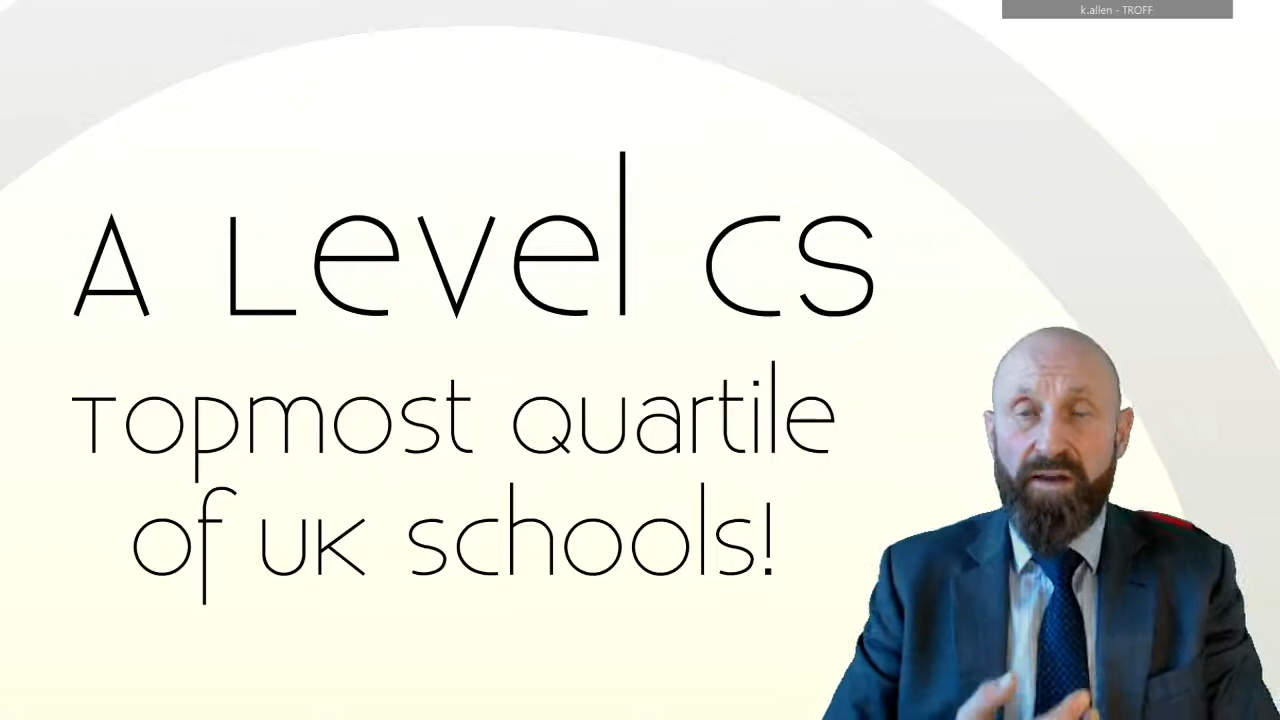 k.allen - TROFF
A Level CS
Topmost Quartile
of UK schools!